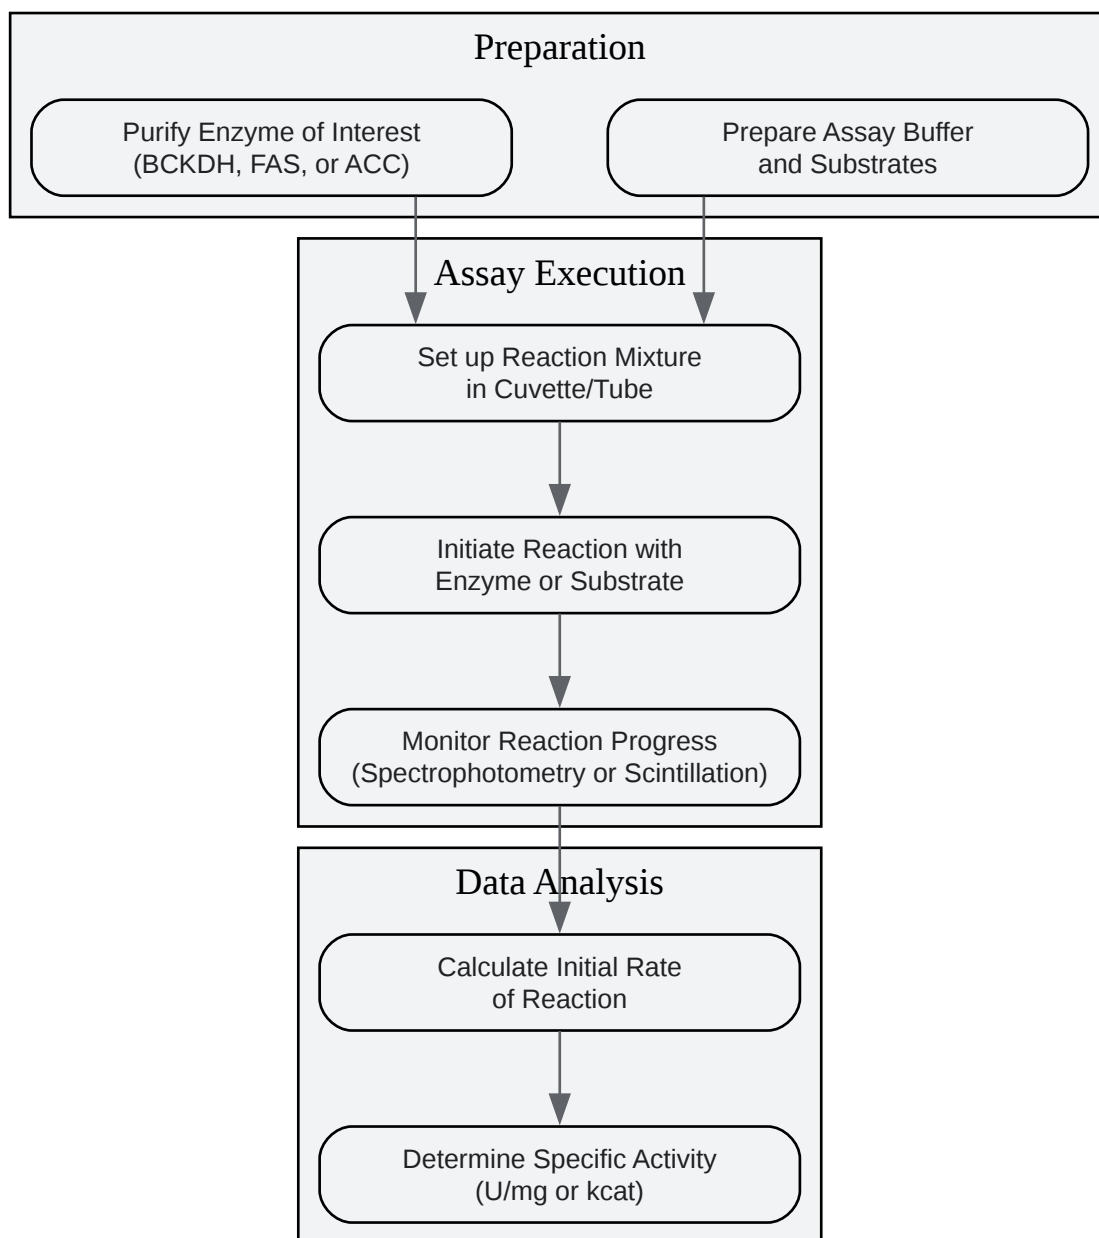 Preparation
Purify Enzyme of Interest
(BCKDH, FAS, or ACC)
Prepare Assay Buffer
and Substrates
Assay Execution
Set up Reaction Mixture
in Cuvette/Tube
Initiate Reaction with
Enzyme or Substrate
Monitor Reaction Progress
(Spectrophotometry or Scintillation)
Data Analysis
Calculate Initial Rate
of Reaction
Determine Specific Activity
(U/mg or kcat)